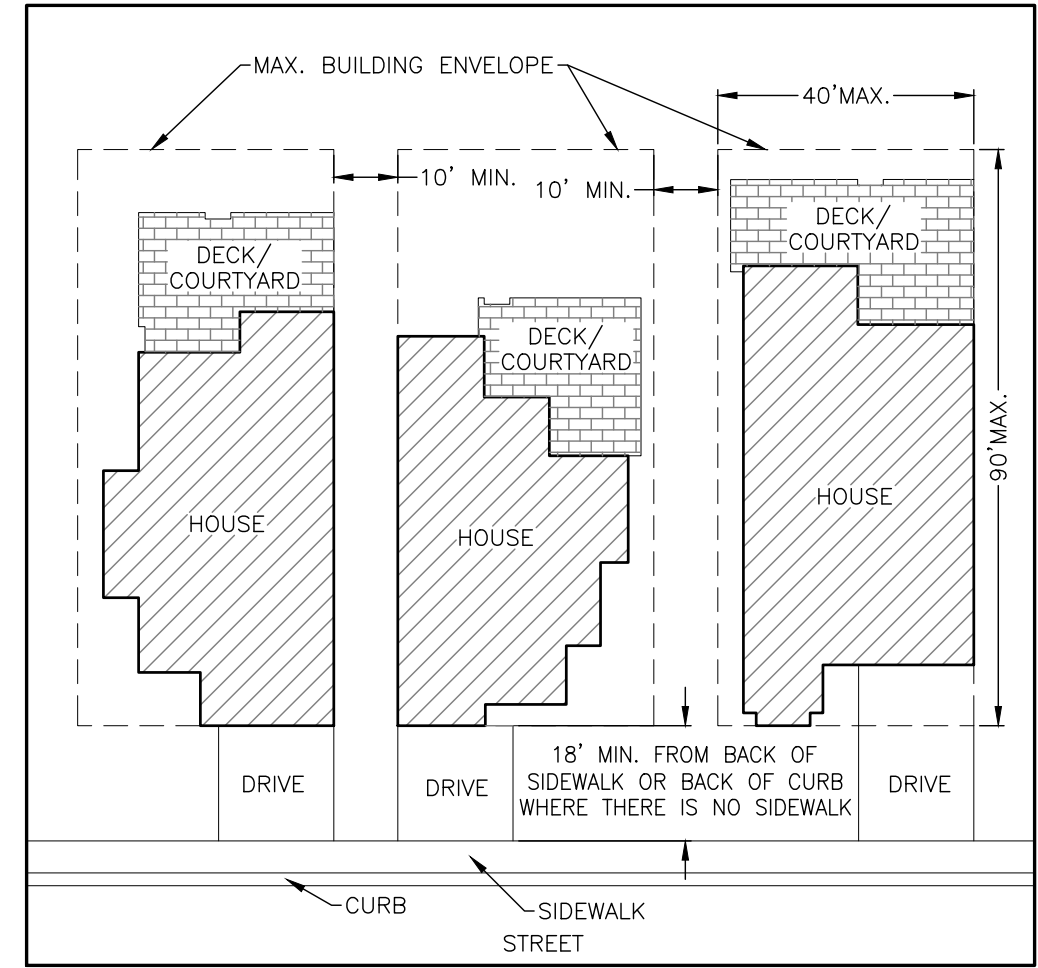 MAX. BUILDING ENVELOPE
40'MAX.
10' MIN.
10' MIN.
DECK/
COURTYARD
DECK/
COURTYARD
DECK/
COURTYARD
90'MAX.
HOUSE
HOUSE
HOUSE
18' MIN. FROM BACK OF
SIDEWALK OR BACK OF CURB
WHERE THERE IS NO SIDEWALK
DRIVE
DRIVE
DRIVE
CURB
SIDEWALK
STREET